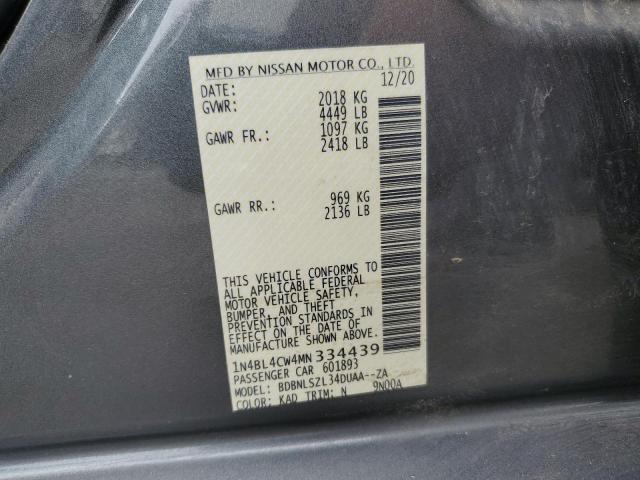 MFD BY NISSAN MOTOR CO., LTD.
DATE: 12/20
GVWR: 2018 KG
4449 LB
GAWR FR.: 1097 KG
2418 LB
GAWR RR.: 969 KG
2136 LB
THIS VEHICLE CONFORMS TO
ALL APPLICABLE FEDERAL
MOTOR VEHICLE SAFETY,
BUMPER, AND THEFT
PREVENTION STANDARDS IN
EFFECT ON THE DATE OF
MANUFACTURE SHOWN ABOVE.
1N4BL4CW4MN334439
PASSENGER CAR 601893
MODEL: BDBNLSZL34DUAA--ZA
COLOR: KAD TRIM: N 9N00A